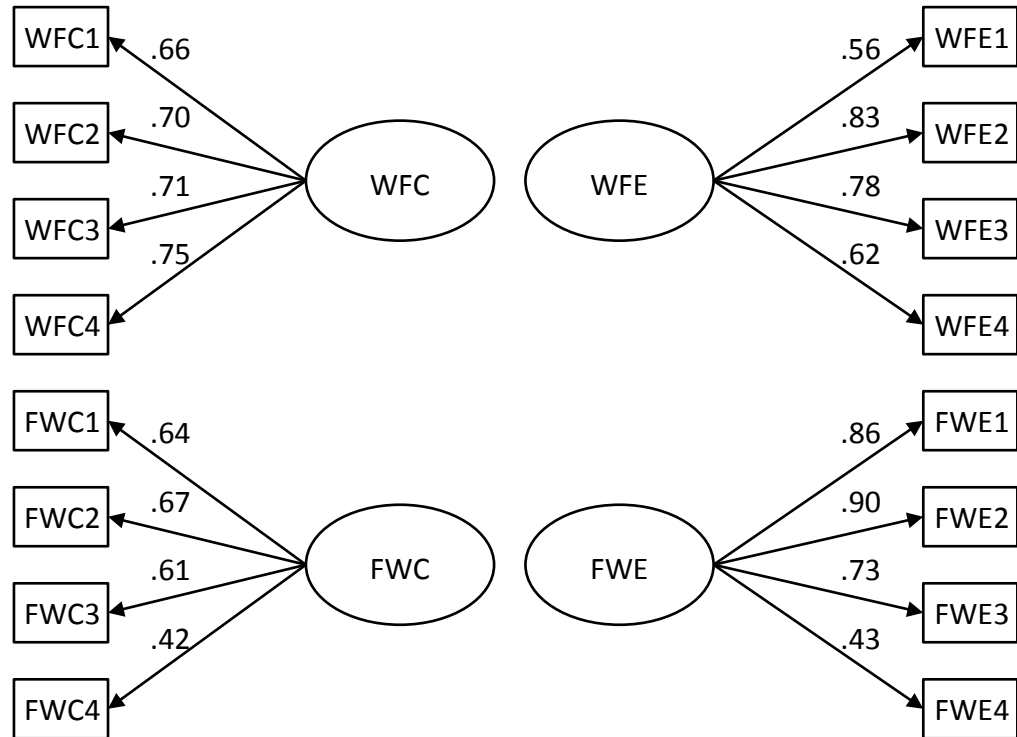 WFC1
.66
WFC2
.70
WFC3
.71
WFC4
.75
WFC
WFE
.56
WFE1
.83
WFE2
.78
WFE3
.62
WFE4
FWC1
.64
FWC2
.67
FWC3
.61
FWC4
.42
FWC
FWE
.86
FWE1
.90
FWE2
.73
FWE3
.43
FWE4